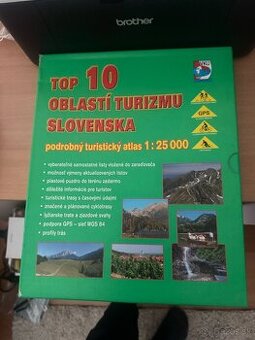 brother
TOP 10
OBLASTÍ TURIZMU
SLOVENSKA
GPS
podrobný turistický atlas 1 : 25 000
• vyberateľné samostatné listy vložené do zaraďovača
• možnosť výmeny aktualizovaných listov
• plastové puzdro do terénu zadarmo
• dôležité informácie pre turistov
• turistické trasy s časovými údajmi
• značené a plánované cyklotrasy
• lyžiarske trate a zjazdové svahy
• podpora GPS – sieť WGS 84
• profily trás